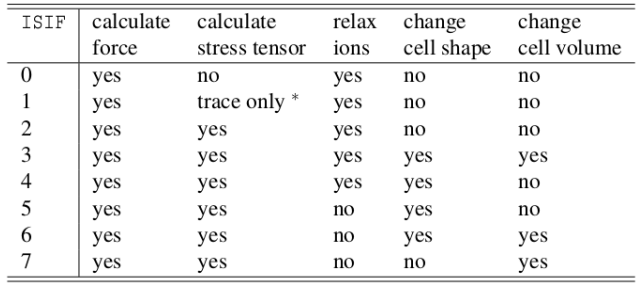 ISIF calculate calculate relax change change
force stress tensor ions cell shape cell volume
0 yes no yes no no
1 yes trace only * yes no no
2 yes yes yes no no
3 yes yes yes yes yes
4 yes yes yes yes no
5 yes yes no yes no
6 yes yes no yes yes
7 yes yes no no yes